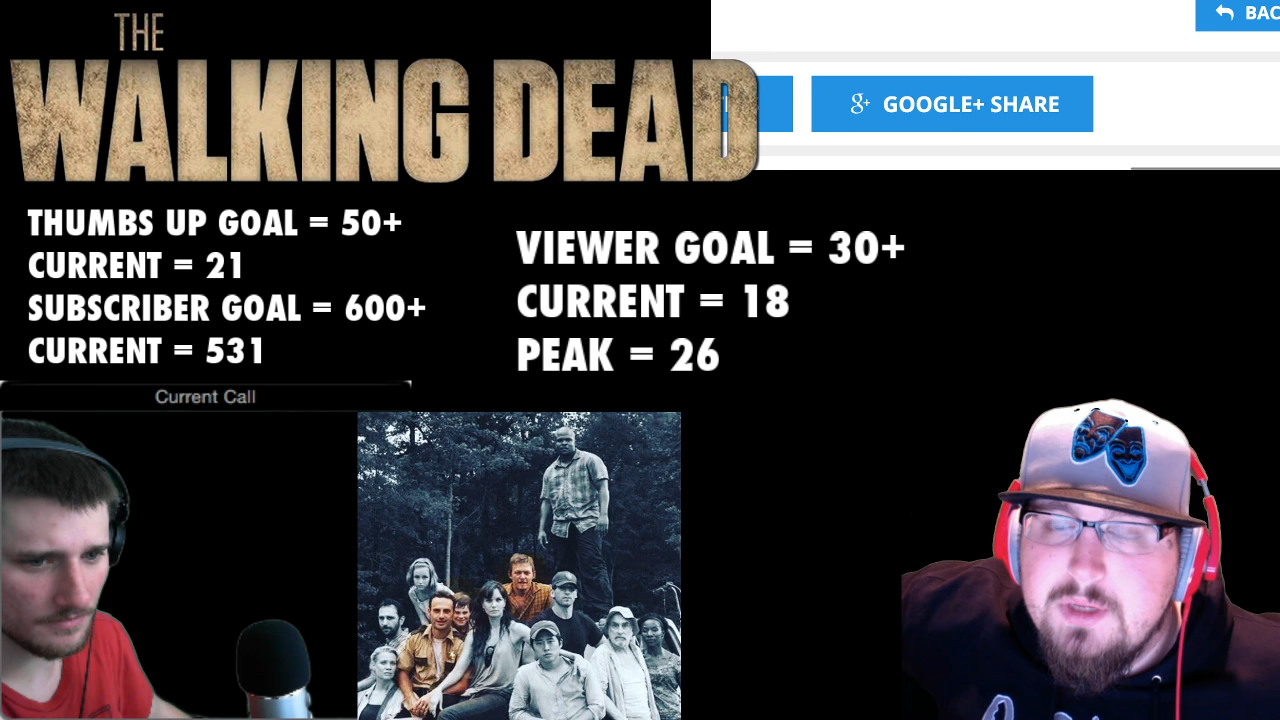 THE
WALKING DEAD
BAC
GOOGLE+ SHARE
THUMBS UP GOAL = 50+
CURRENT = 21
SUBSCRIBER GOAL = 600+
CURRENT = 531
VIEWER GOAL = 30+
CURRENT = 18
PEAK = 26
Current Call